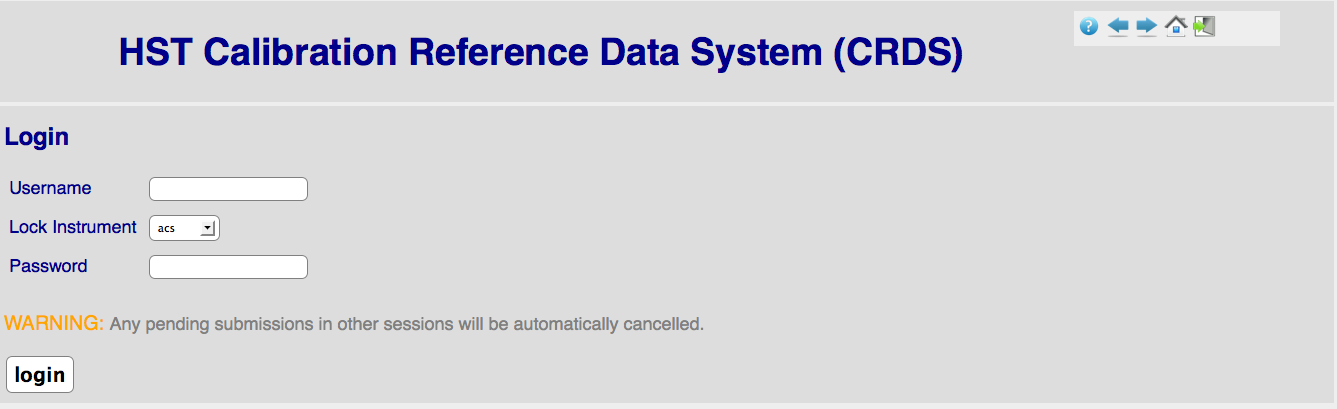 HST Calibration Reference Data System (CRDS)
Login
Username
Lock Instrument acs
Password
WARNING: Any pending submissions in other sessions will be automatically cancelled.
login